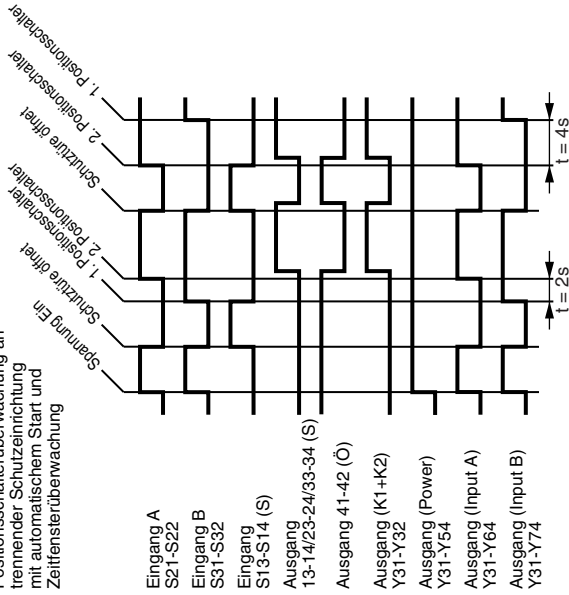 Positionsschalterüberwachung an
trennender Schutzeinrichtung
mit automatischem Start und
Zeitfensterüberwachung
Spannung Ein
Schutztüre öffnet
1. Positionsschalter
2. Positionsschalter
Schutztüre öffnet
2. Positionsschalter
1. Positionsschalter
Eingang A
S21-S22
Eingang B
S31-S32
Eingang
S13-S14 (S)
Ausgang
13-14/23-24/33-34 (S)
Ausgang 41-42 (Ö)
Ausgang (K1+K2)
Y31-Y32
Ausgang (Power)
Y31-Y54
Ausgang (Input A)
Y31-Y64
Ausgang (Input B)
Y31-Y74
t = 2s
t = 4s